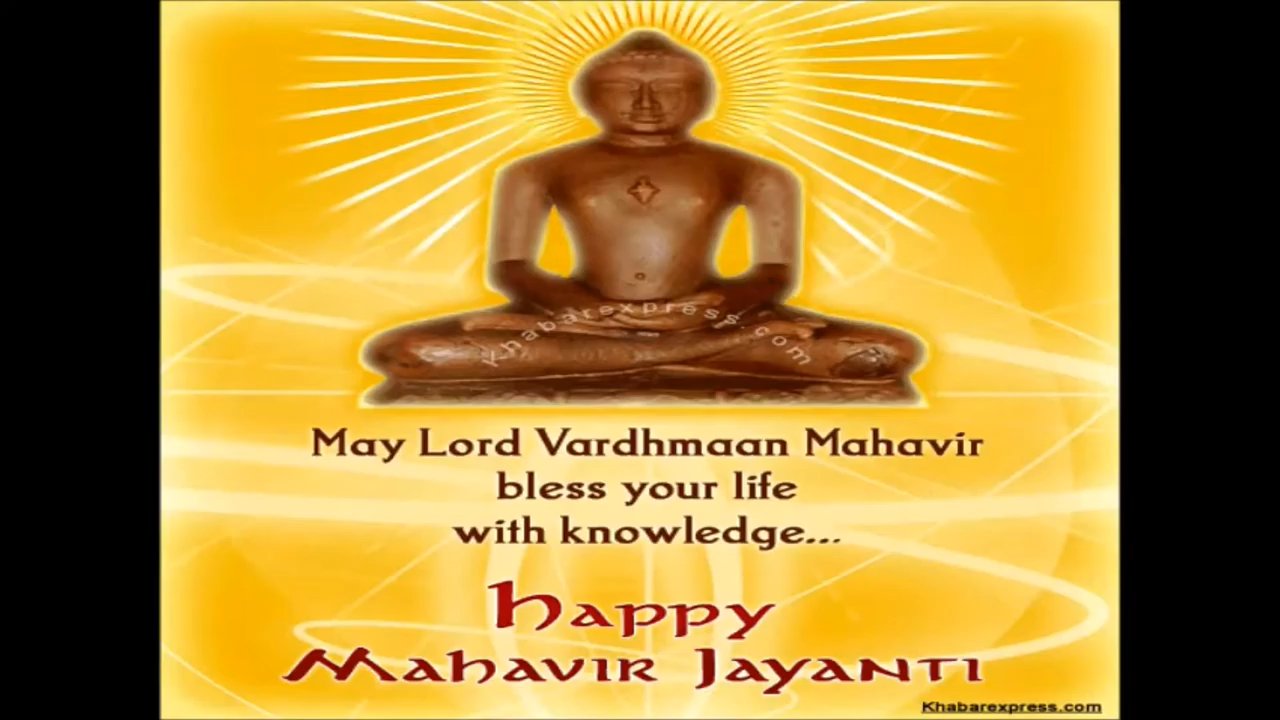 Khabarexpress.com
May Lord Vardhmaan Mahavir
bless your life
with knowledge...
Happy
Mahavir Jayanti
Khabarexpress.com